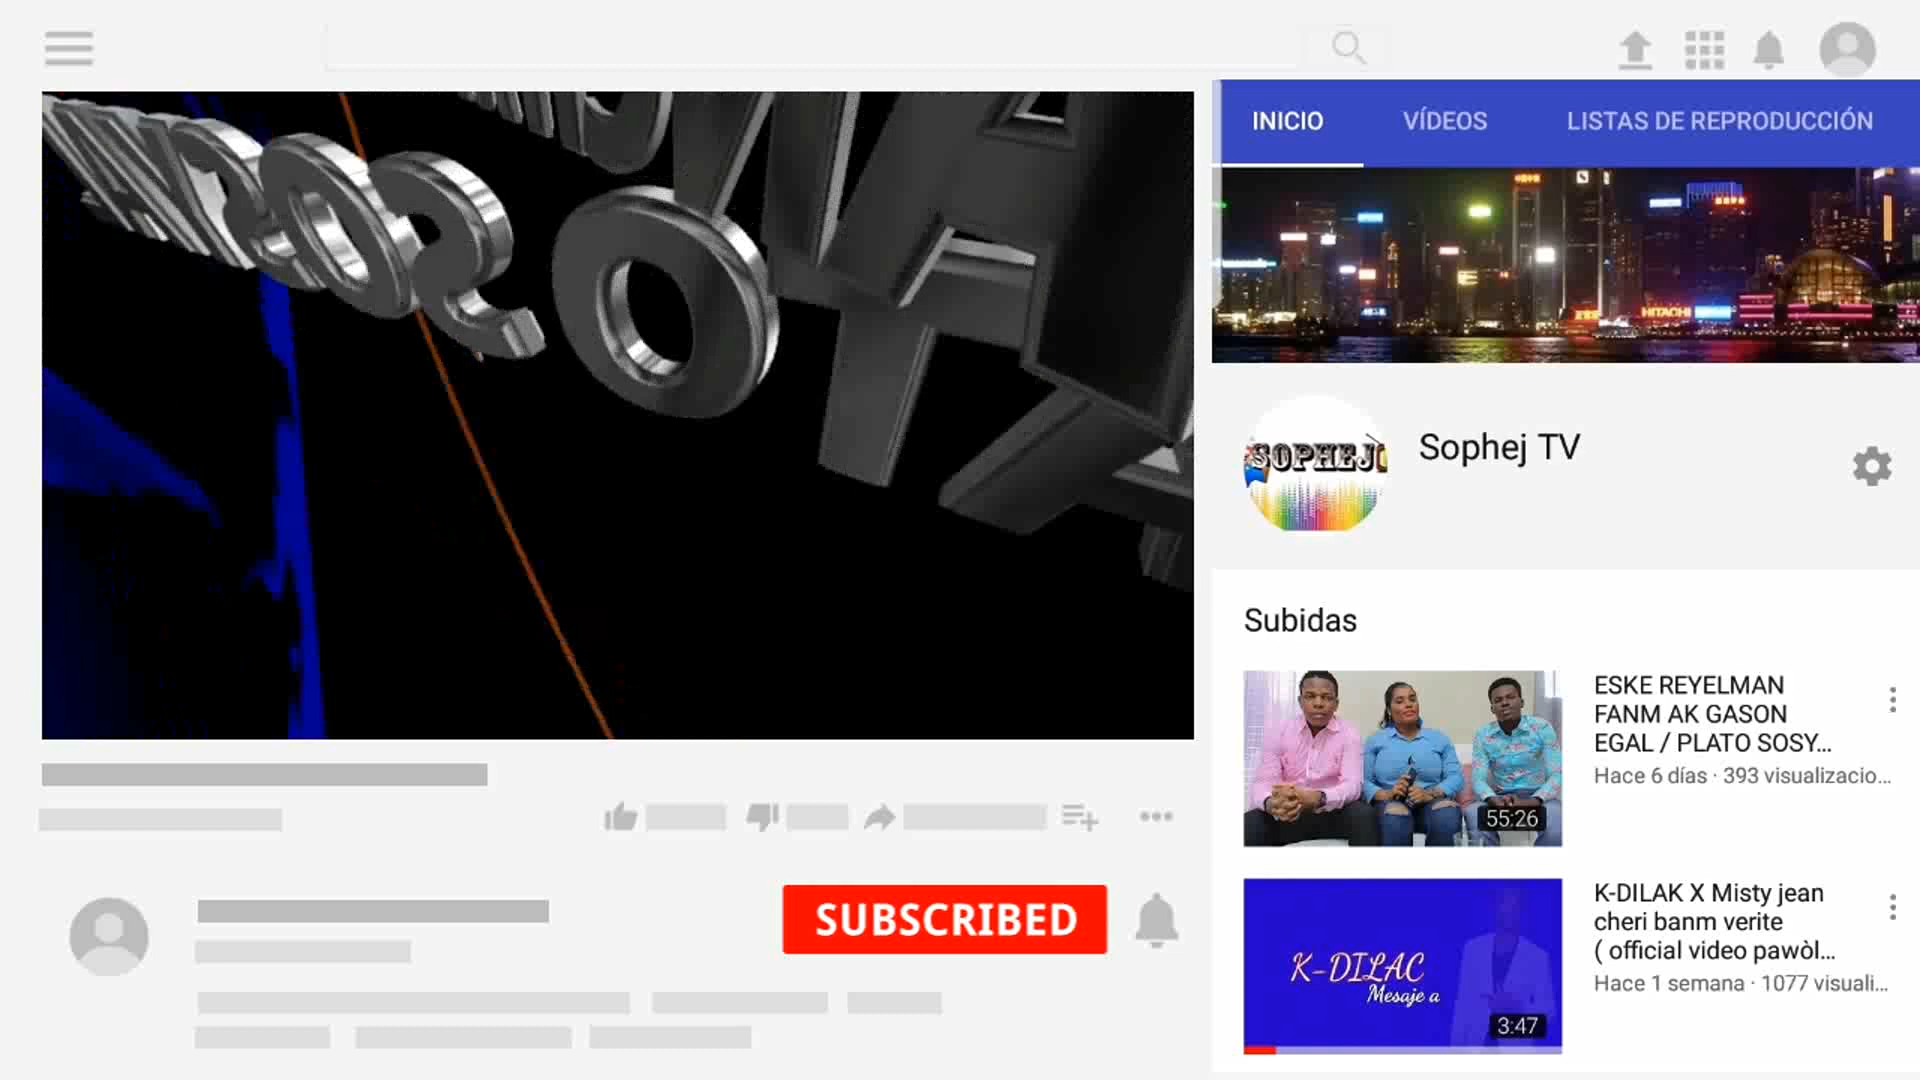 INICIO
VÍDEOS
LISTAS DE REPRODUCCIÓN
HITACHI
SOPHEJ
Sophej TV
Subidas
ESKE REYELMAN
FANM AK GASON
EGAL / PLATO SOSY...
Hace 6 días · 393 visualizacio...
55:26
K-DILAK X Misty jean
cheri banm verite
( official video pawòl...
Hace 1 semana · 1077 visuali...
K-DILAC
Mesaje a
3:47
SUBSCRIBED